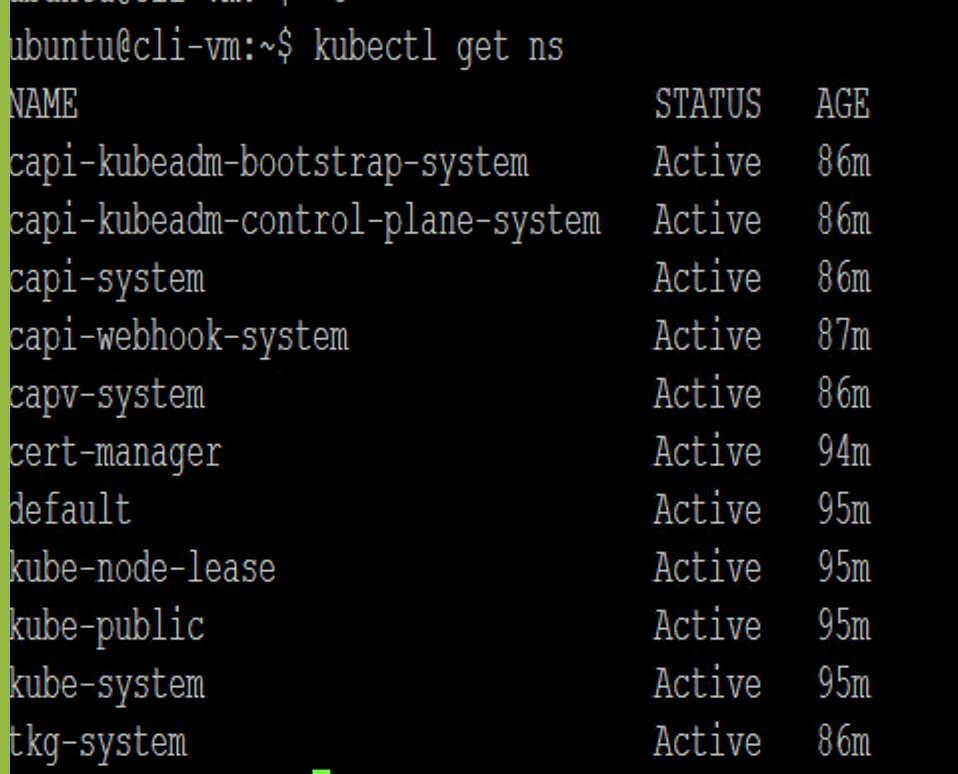 ubuntu@cli-vm:~$ kubectl get ns
NAME STATUS AGE
capi-kubeadm-bootstrap-system Active 86m
capi-kubeadm-control-plane-system Active 86m
capi-system Active 86m
capi-webhook-system Active 87m
capv-system Active 86m
cert-manager Active 94m
default Active 95m
kube-node-lease Active 95m
kube-public Active 95m
kube-system Active 95m
tkg-system Active 86m